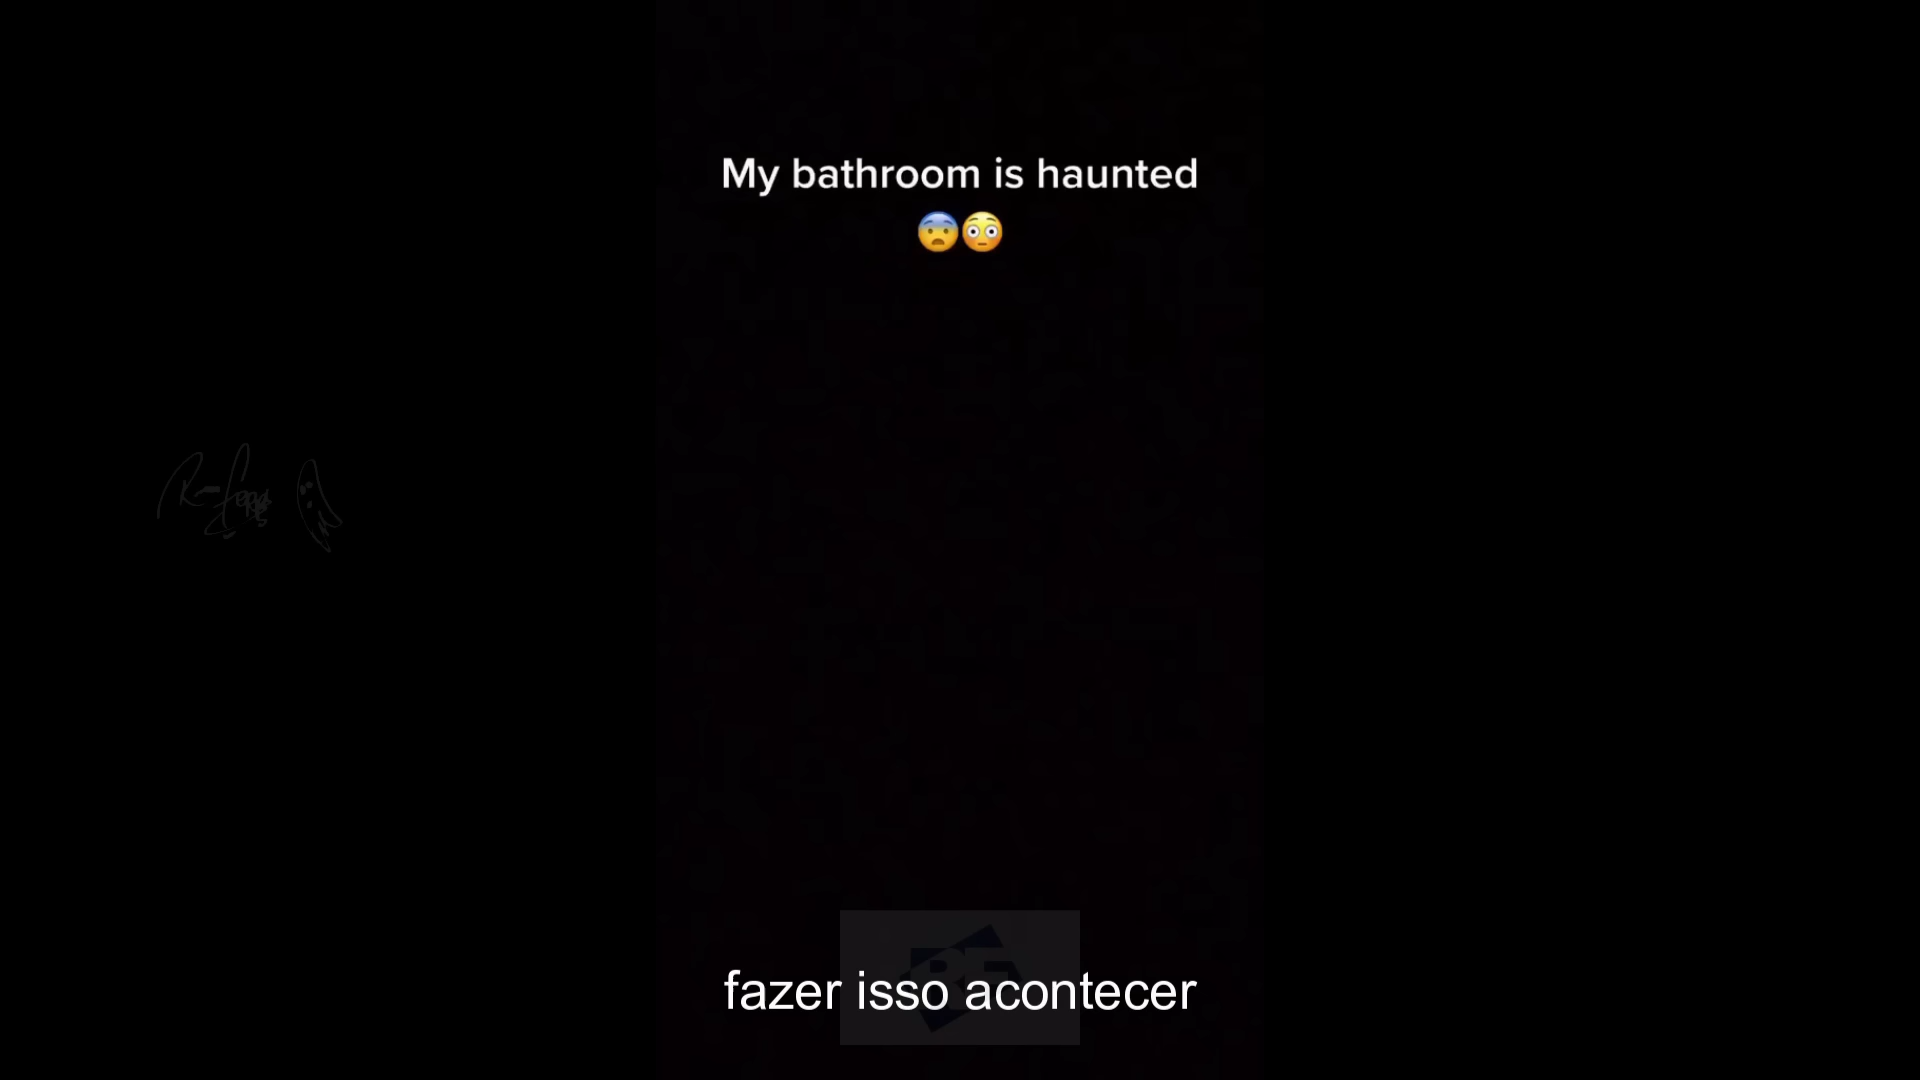 My bathroom is haunted
😨😳
fazer isso acontecer